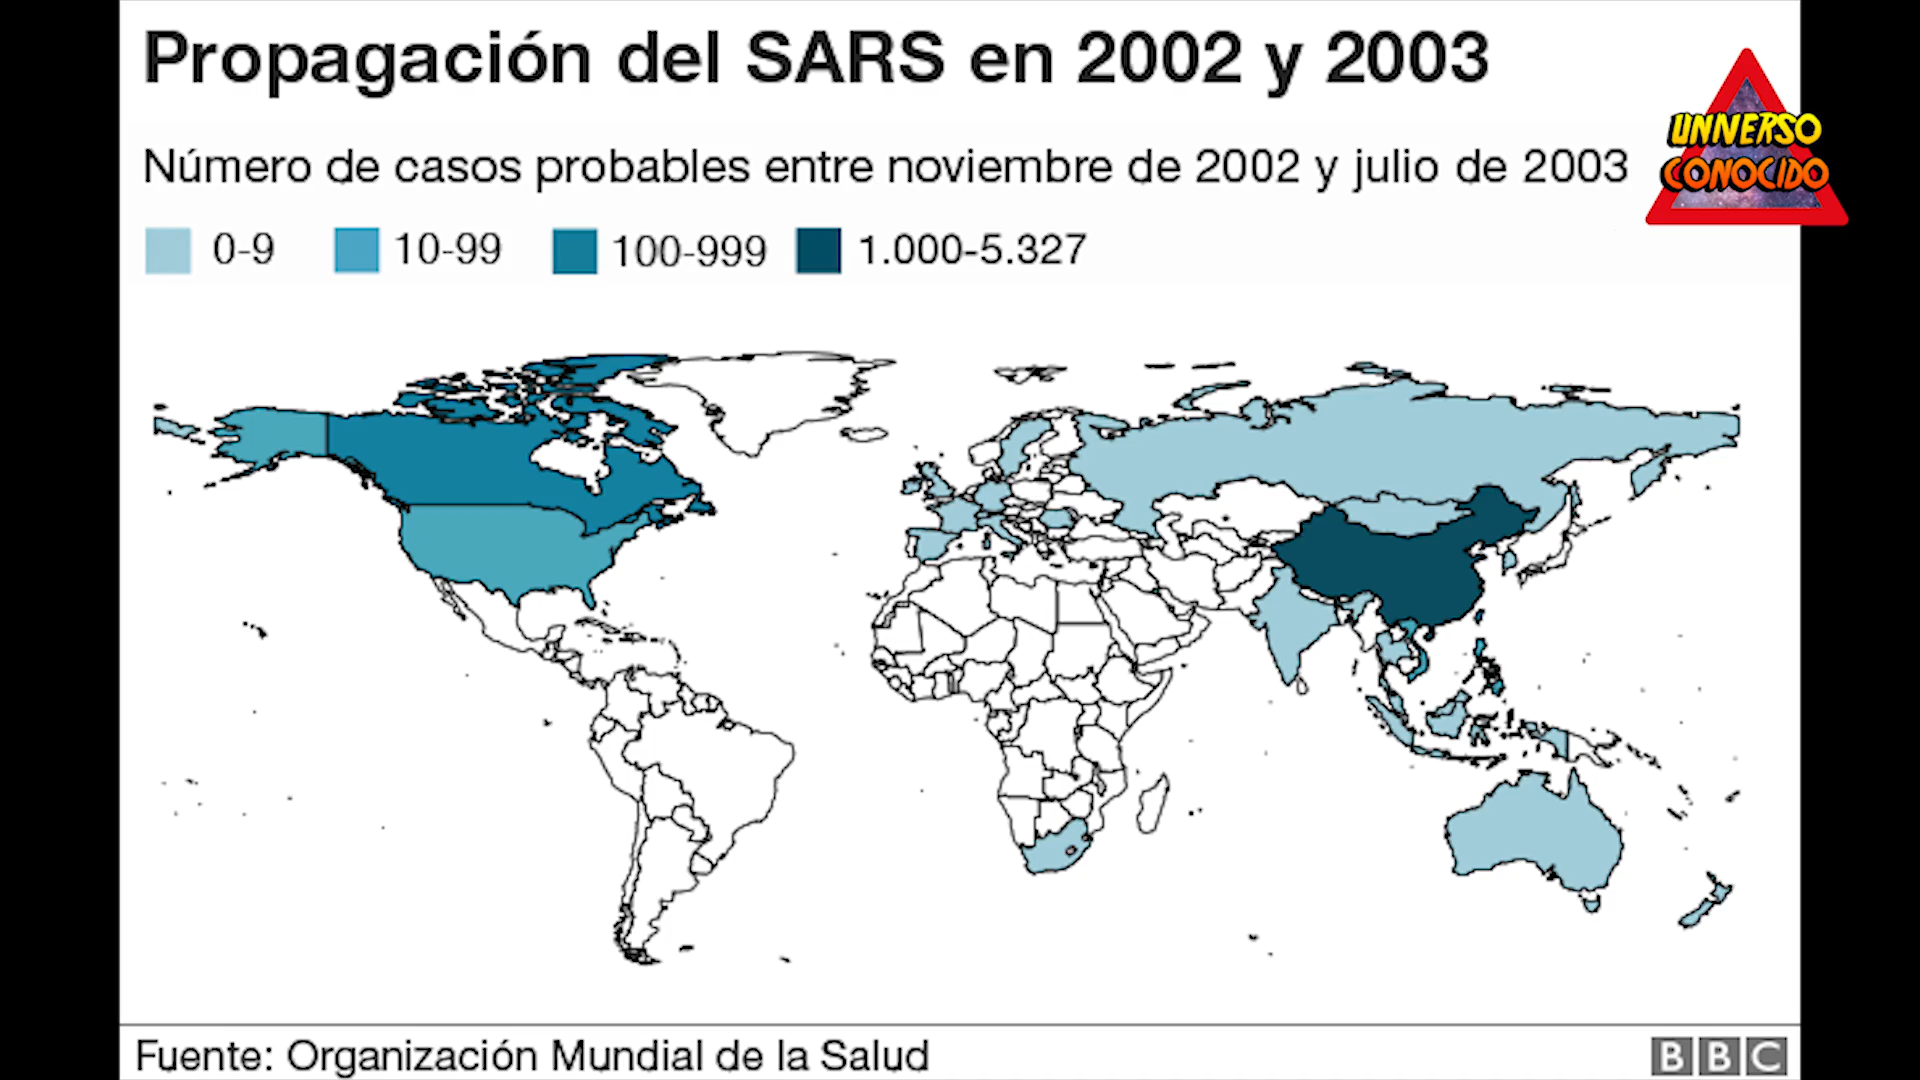 Propagación del SARS en 2002 y 2003
Número de casos probables entre noviembre de 2002 y julio de 2003
UNNERSO
CONOCIDO
0-9 10-99 100-999 1.000-5.327
Fuente: Organización Mundial de la Salud
BBC